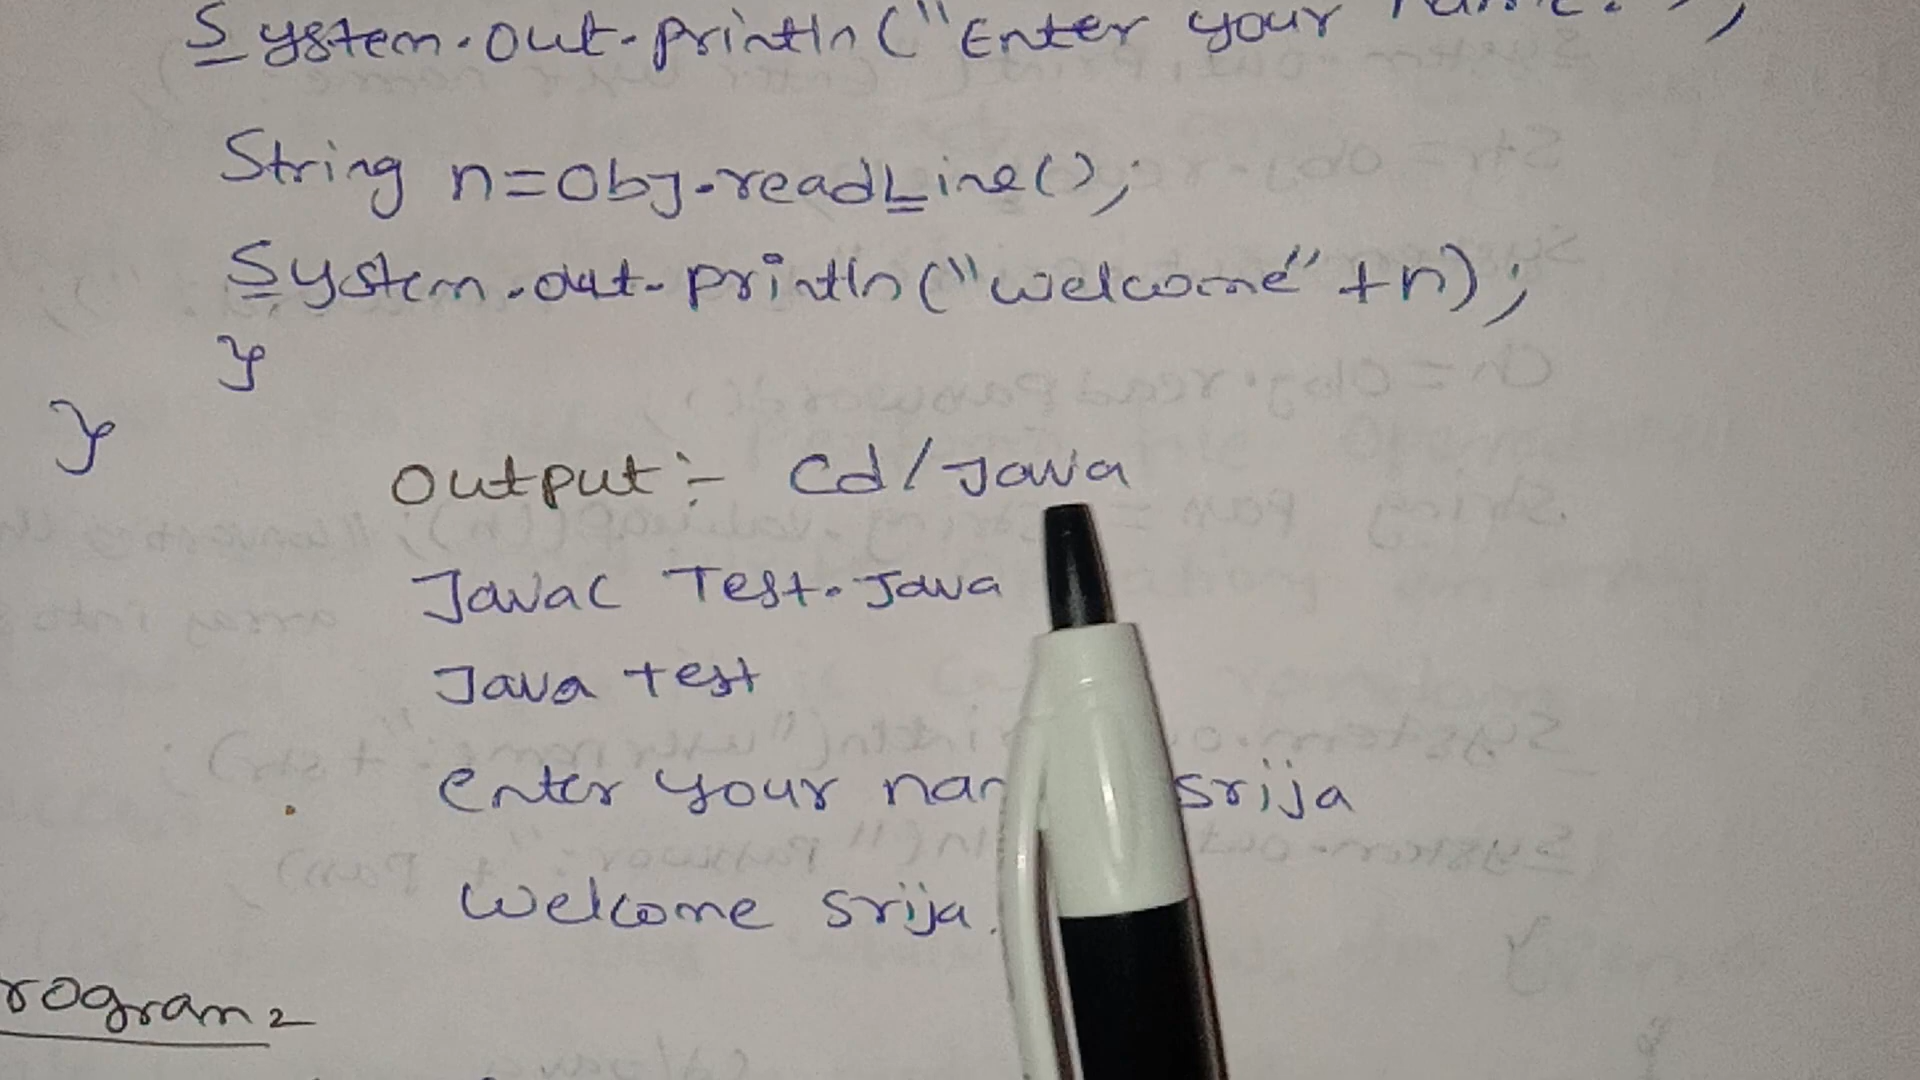 System.out.println("Enter your
String n=obj.readLine();
System.out.println("welcome"+n);
}
}
output:- cd/Java
Javac Test.Java
Java test
enter your srija
welcome srija.
rogram2